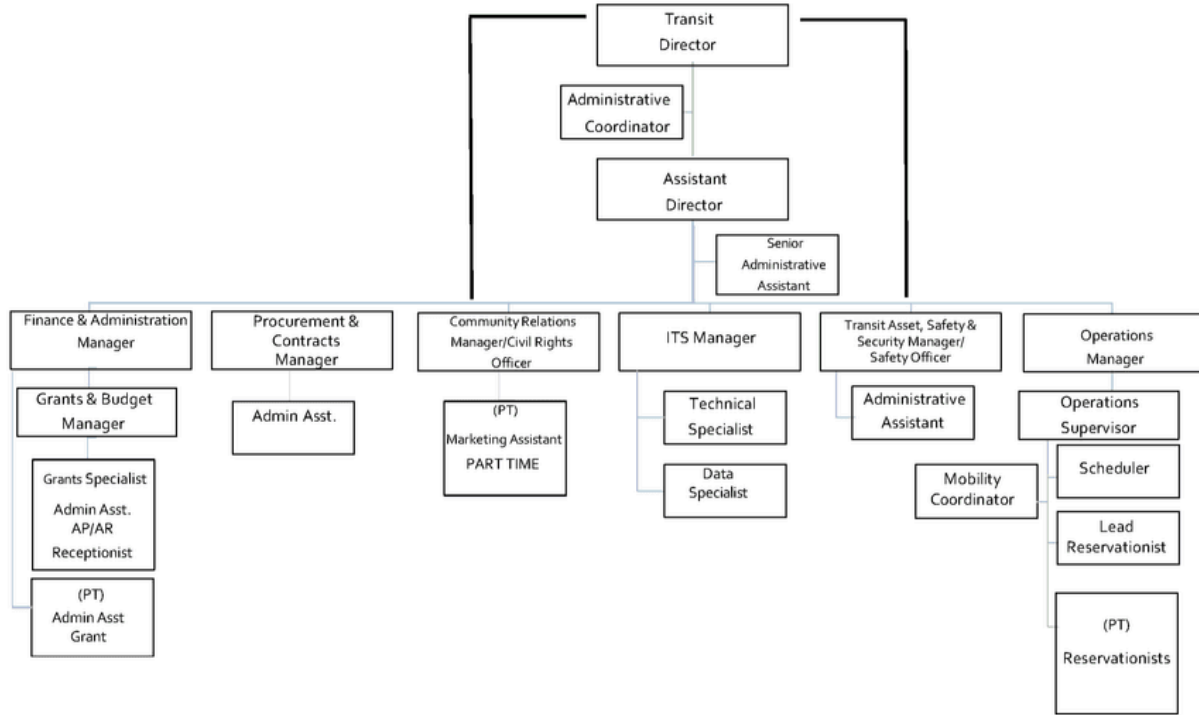 Transit
Director
Administrative
Coordinator
Assistant
Director
Senior
Administrative
Assistant
Finance & Administration
Manager
Procurement &
Contracts
Manager
Community Relations
Manager/Civil Rights
Officer
ITS Manager
Transit Asset, Safety &
Security Manager/
Safety Officer
Operations
Manager
Grants & Budget
Manager
Grants Specialist
Admin Asst.
AP/AR
Receptionist
(PT)
Admin Asst
Grant
Admin Asst.
(PT)
Marketing Assistant
PART TIME
Technical
Specialist
Data
Specialist
Administrative
Assistant
Operations
Supervisor
Mobility
Coordinator
Scheduler
Lead
Reservationist
(PT)
Reservationists